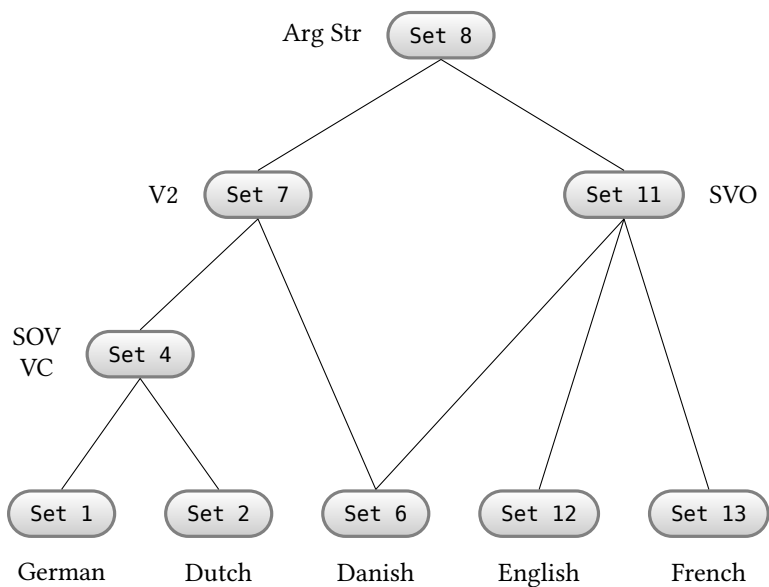 Arg Str Set 8
V2 Set 7 Set 11 SVO
SOV
VC
Set 4
Set 1 Set 2 Set 6 Set 12 Set 13
German Dutch Danish English French